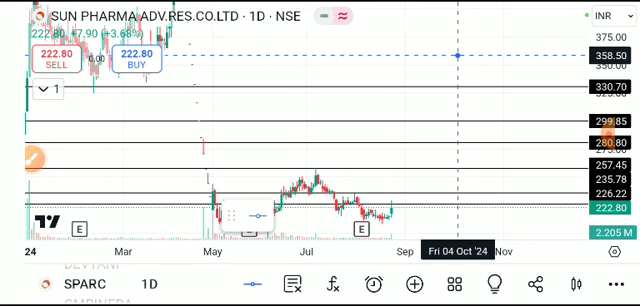 SUN PHARMA ADV.RES.CO.LTD · 1D · NSE
INR
222.80 +7.90 (+3.68%)
222.80 SELL
0.00
222.80 BUY
1
375.00
358.50
330.70
299.85
280.80
257.45
235.78
226.22
222.80
2.205 M
E
E
24 Mar May Jul Sep Fri 04 Oct '24 Nov
SPARC 1D